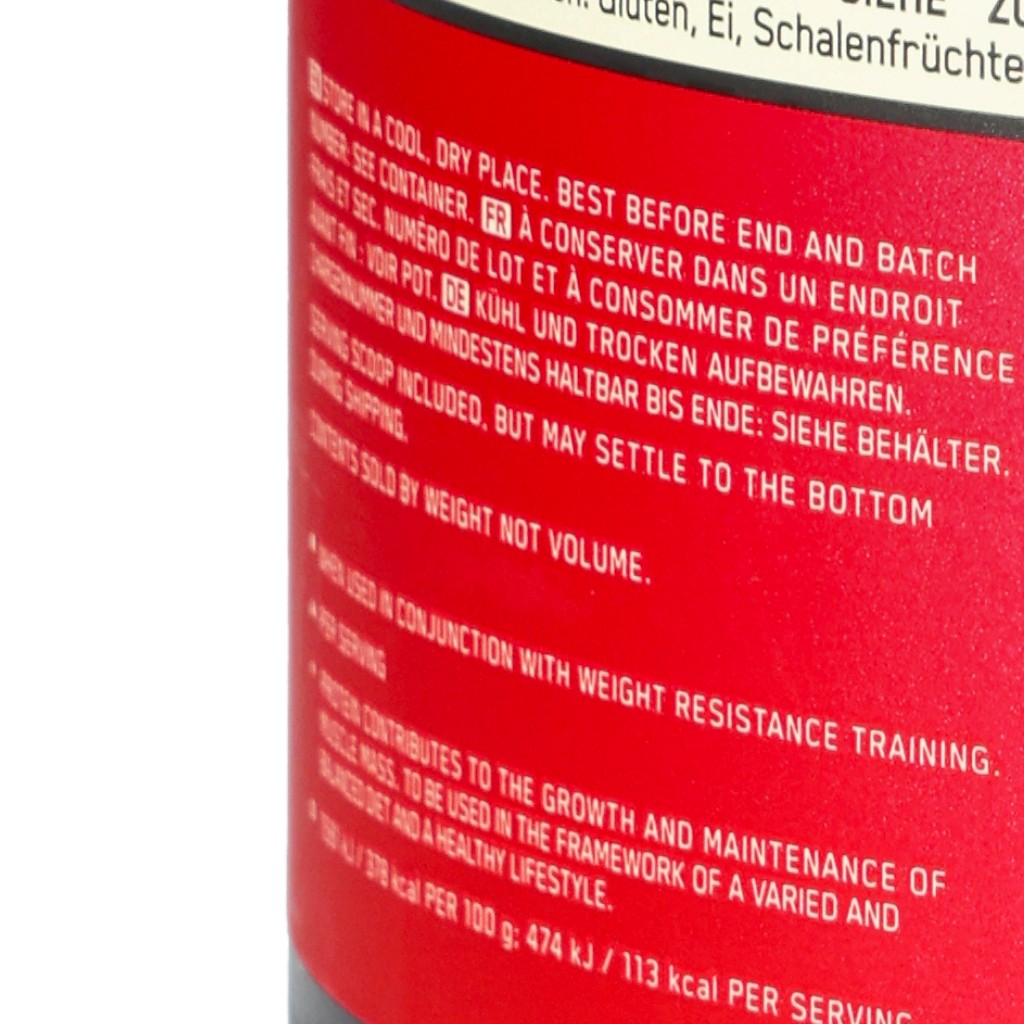 Gluten, Ei, Schalenfrüchte
STORE IN A COOL, DRY PLACE. BEST BEFORE END AND BATCH
NUMBER: SEE CONTAINER. FR À CONSERVER DANS UN ENDROIT
FRAIS ET SEC. NUMÉRO DE LOT ET À CONSOMMER DE PRÉFÉRENCE
AVANT FIN : VOIR POT. DE KÜHL UND TROCKEN AUFBEWAHREN.
CHARGENNUMMER UND MINDESTENS HALTBAR BIS ENDE: SIEHE BEHÄLTER.
SERVING SCOOP INCLUDED, BUT MAY SETTLE TO THE BOTTOM
DURING SHIPPING.
CONTENTS SOLD BY WEIGHT NOT VOLUME.
WHEN USED IN CONJUNCTION WITH WEIGHT RESISTANCE TRAINING.
PER SERVING
PROTEIN CONTRIBUTES TO THE GROWTH AND MAINTENANCE OF
MUSCLE MASS. TO BE USED IN THE FRAMEWORK OF A VARIED AND
BALANCED DIET AND A HEALTHY LIFESTYLE.
kJ / 378 kcal PER 100 g: 474 kJ / 113 kcal PER SERVING